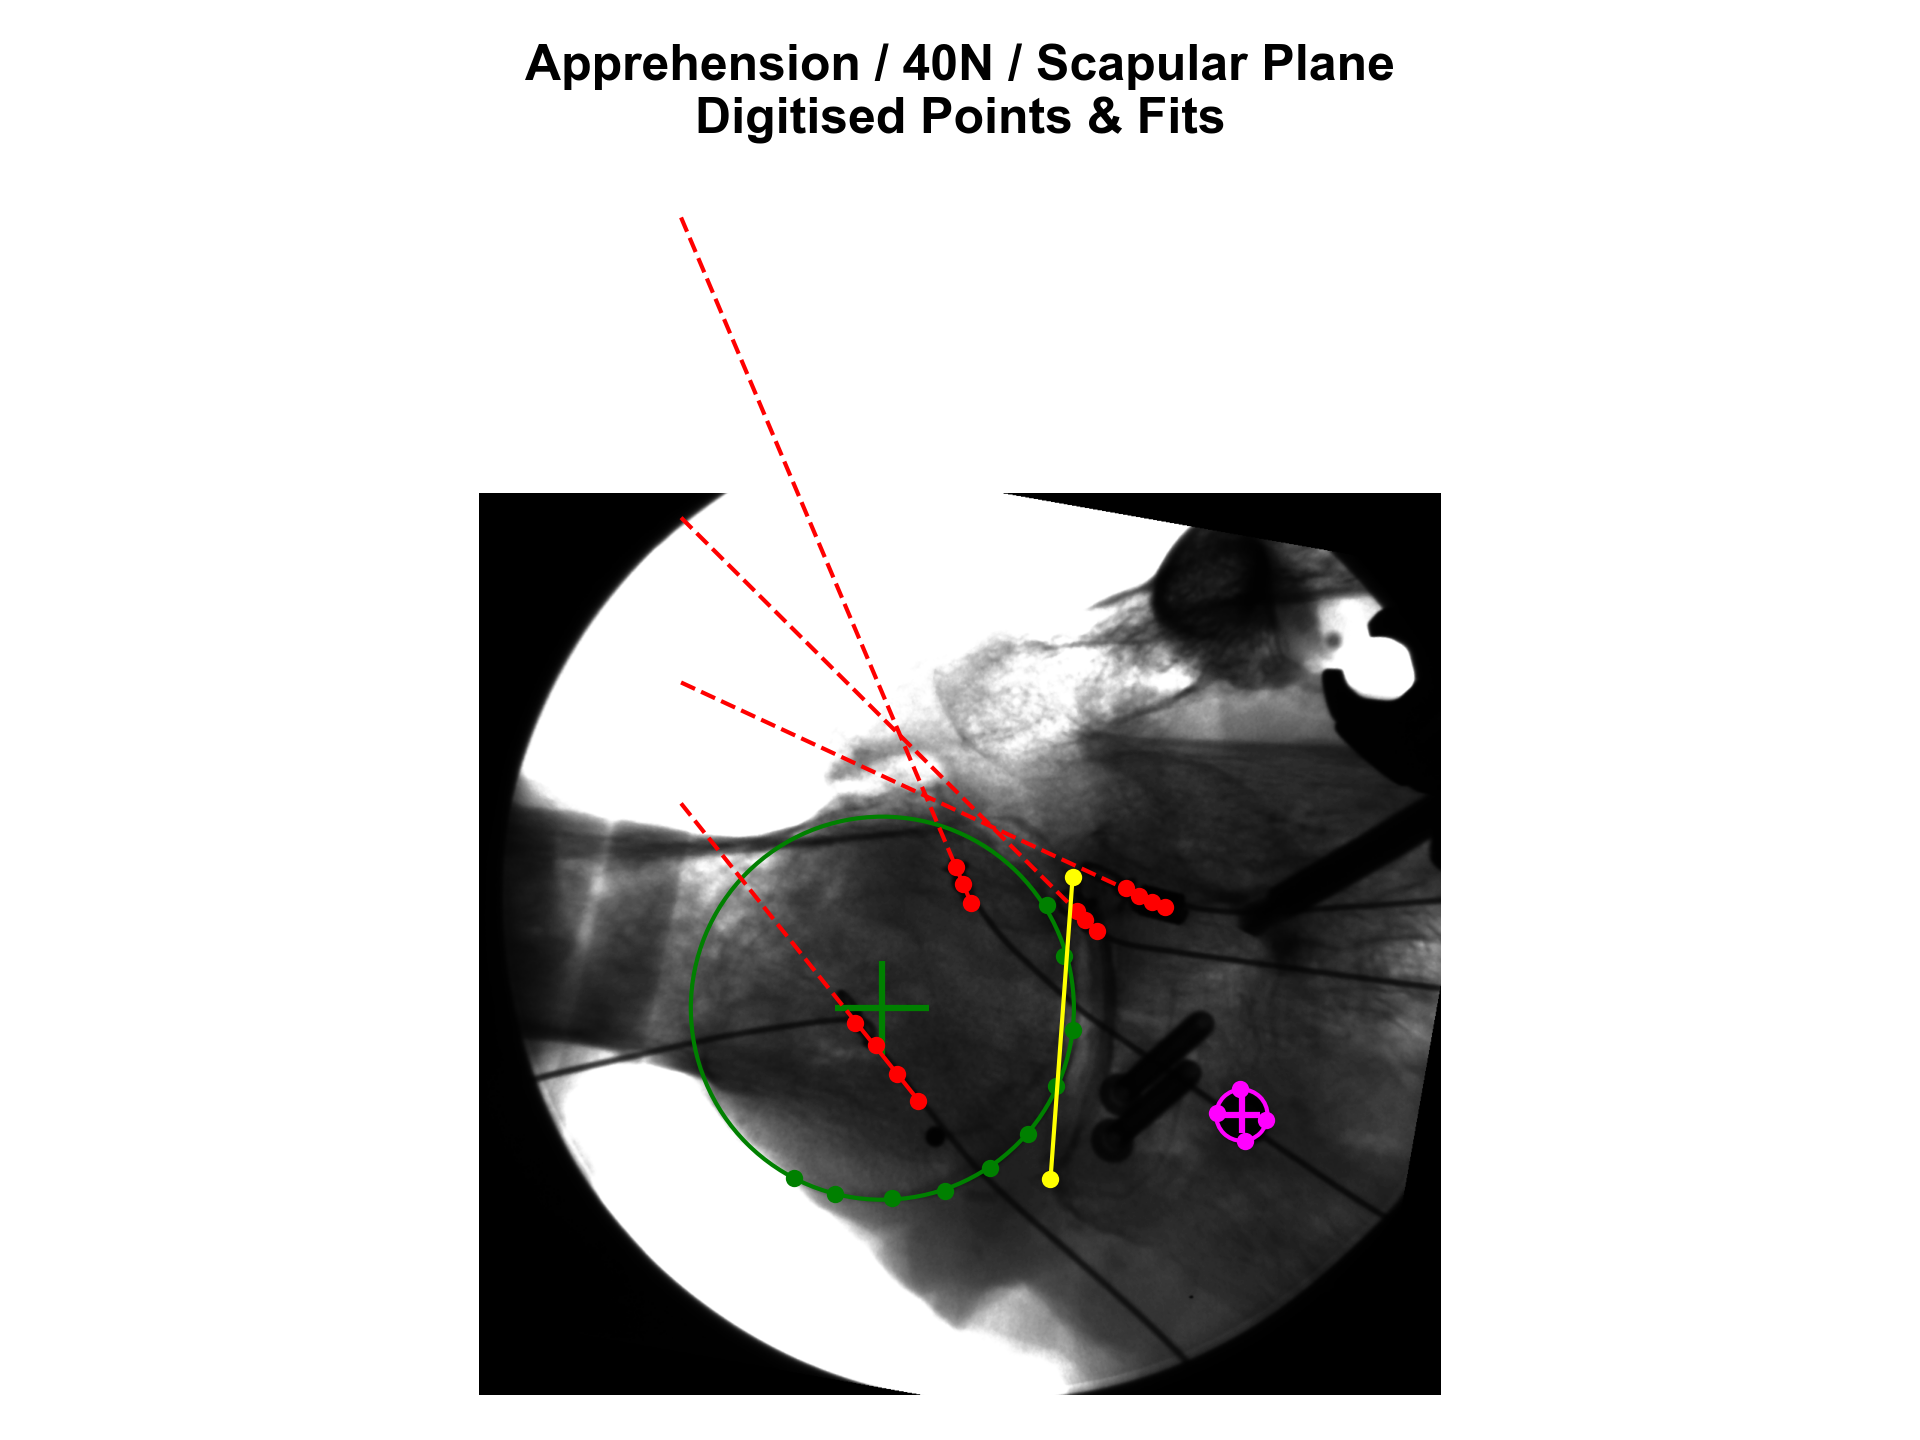 Apprehension / 40N / Scapular Plane
Digitised Points & Fits